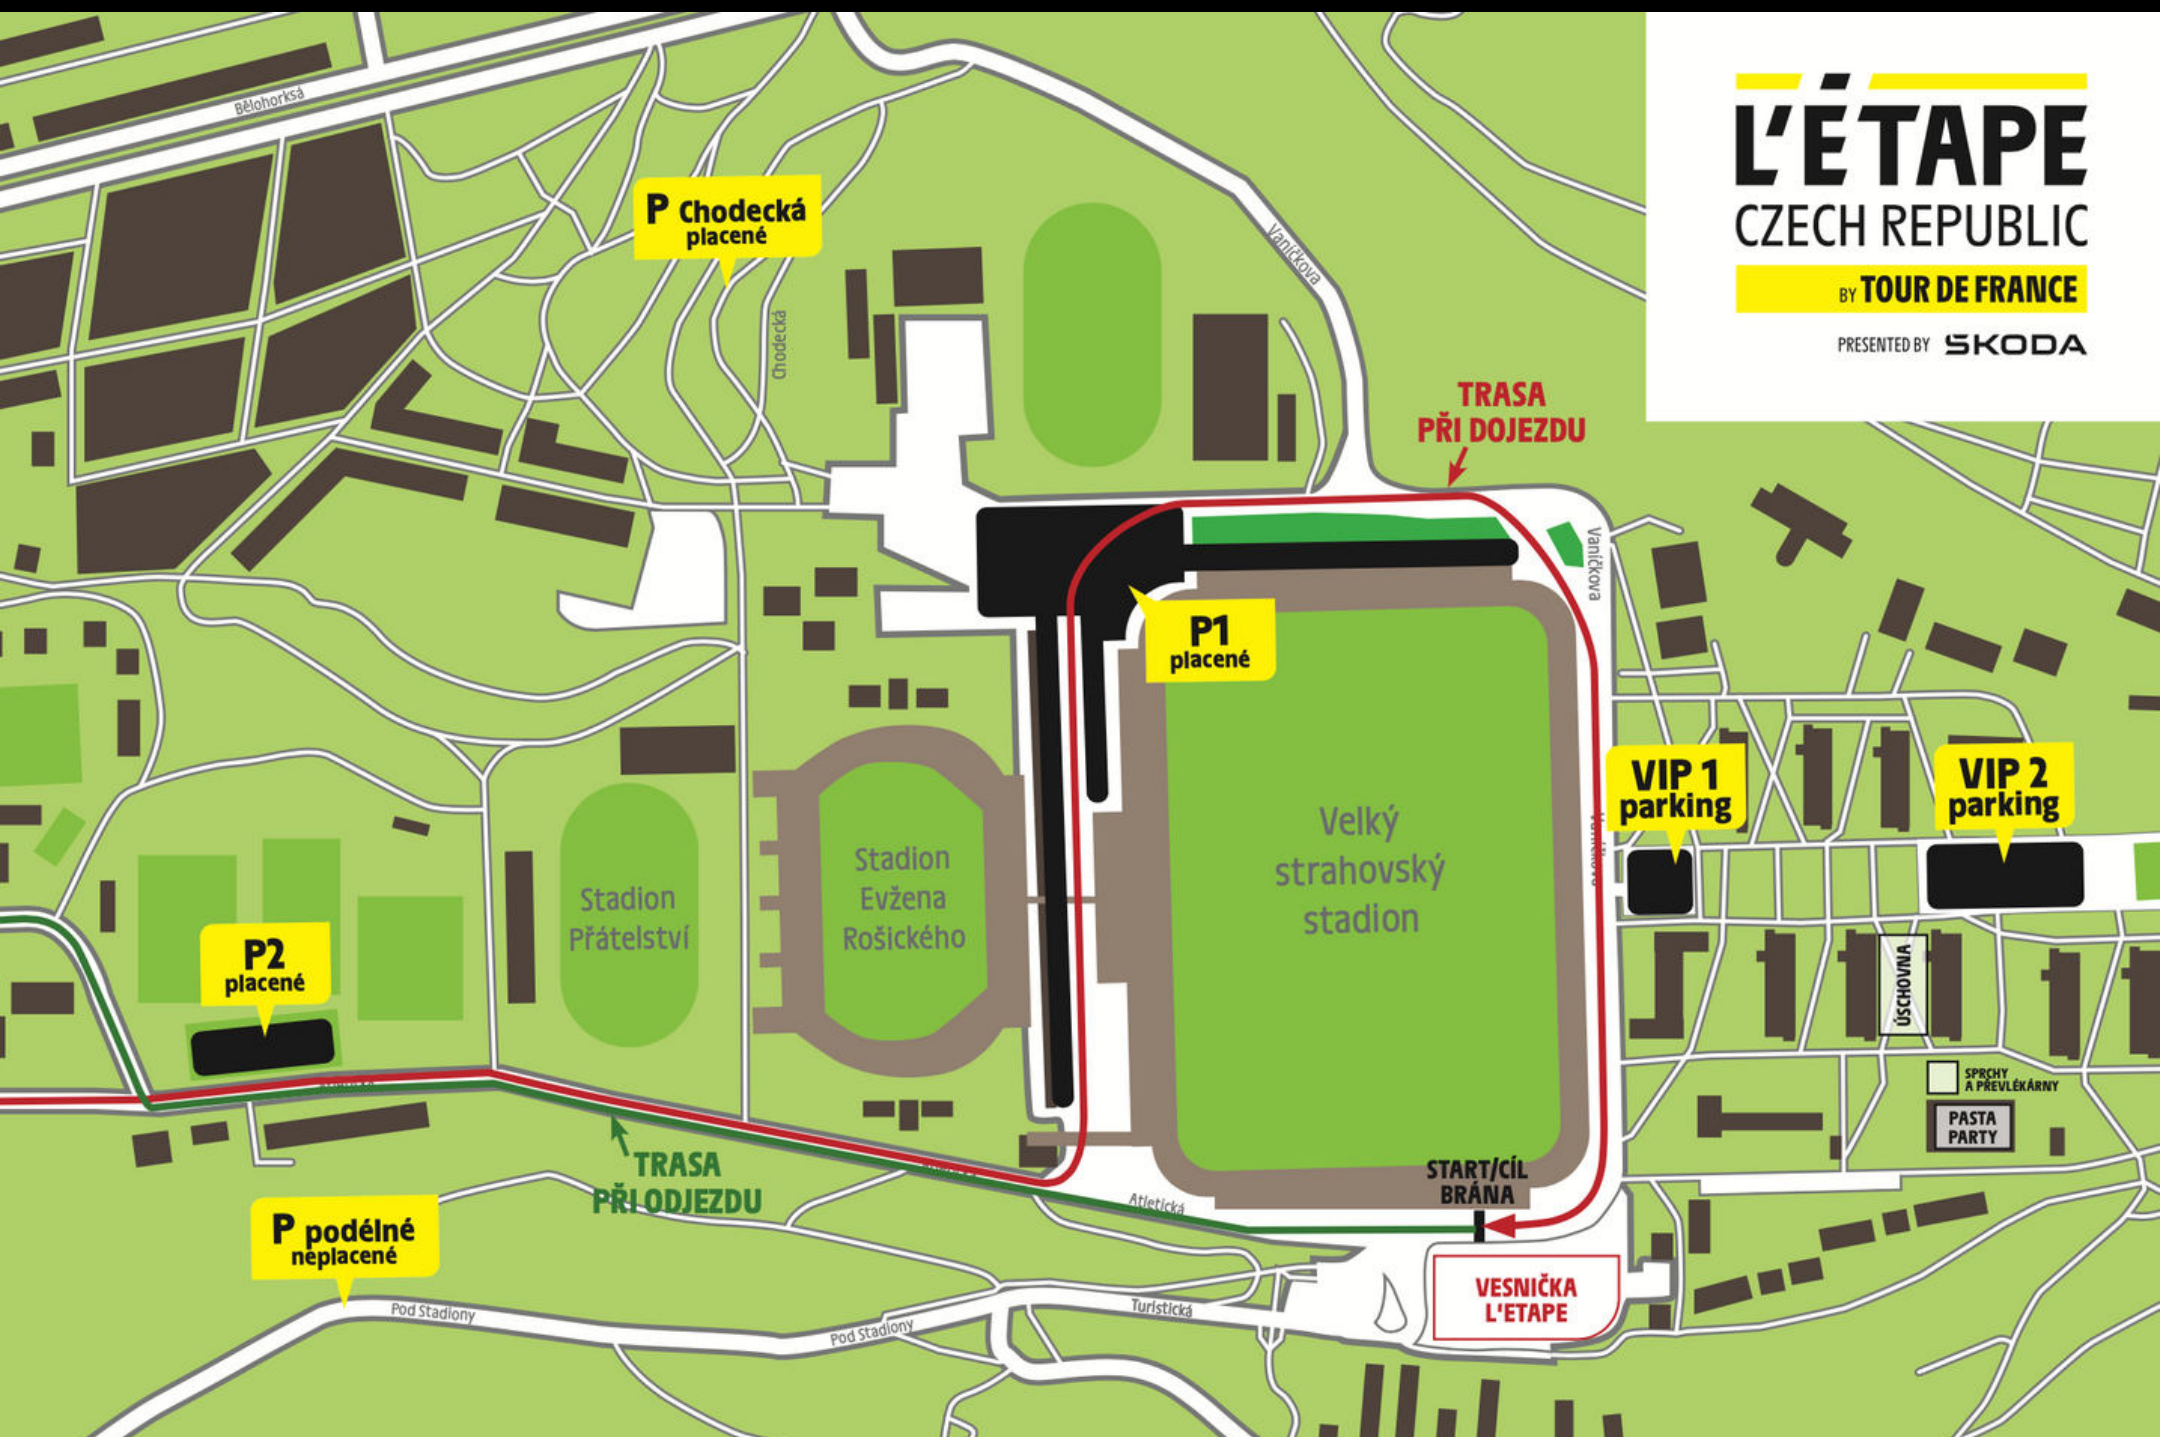 Bělohorksá
L'ÉTAPE
CZECH REPUBLIC
BY TOUR DE FRANCE
PRESENTED BY ŠKODA
P Chodecká
placené
Chodecká
Vaníčkova
TRASA
PŘI DOJEZDU
Vaníčkova
P1
placené
VIP 1
parking
VIP 2
parking
Velký
strahovský
stadion
Stadion
Evžena
Rošického
Stadion
Přátelství
P2
placené
ÚSCHOVNA
SPRCHY
A PŘEVLÉKÁRNY
PASTA
PARTY
TRASA
PŘI ODJEZDU
START/CÍL
BRÁNA
Atletická
P podélné
neplacené
VESNIČKA
L'ETAPE
Pod Stadiony
Turistická
Pod Stadiony